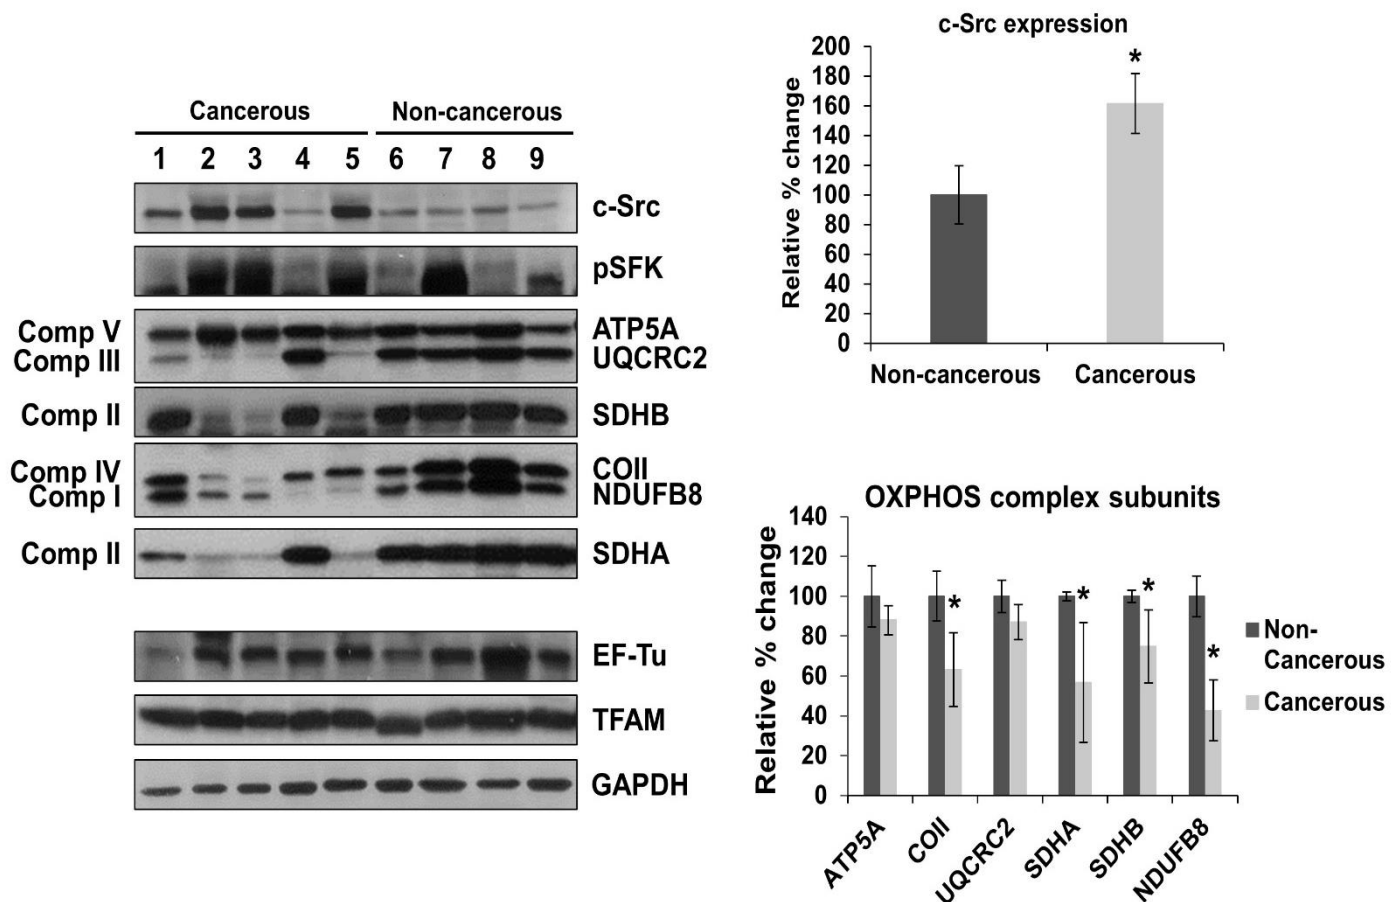 Cancerous Non-cancerous
1 2 3 4 5 6 7 8 9
c-Src
pSFK
Comp V ATP5A
Comp III UQCRC2
Comp II SDHB
Comp IV COII
Comp I NDUFB8
Comp II SDHA
EF-Tu
TFAM
GAPDH
c-Src expression
Relative % change
200
180
160
140
120
100
80
60
40
20
0
*
Non-cancerous Cancerous
OXPHOS complex subunits
Relative % change
140
120
100
80
60
40
20
0
* * * *
ATP5A COII UQCRC2 SDHA SDHB NDUFB8
Non-
Cancerous
Cancerous